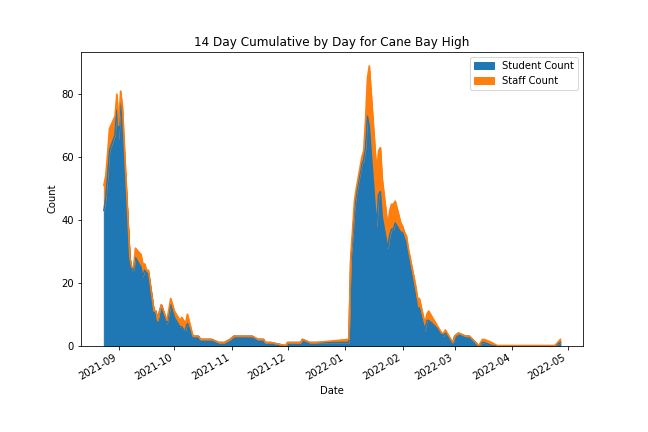 14 Day Cumulative by Day for Cane Bay High
Student Count
Staff Count
Count
80
60
40
20
0
2021-09
2021-10
2021-11
2021-12
2022-01
2022-02
2022-03
2022-04
2022-05
Date